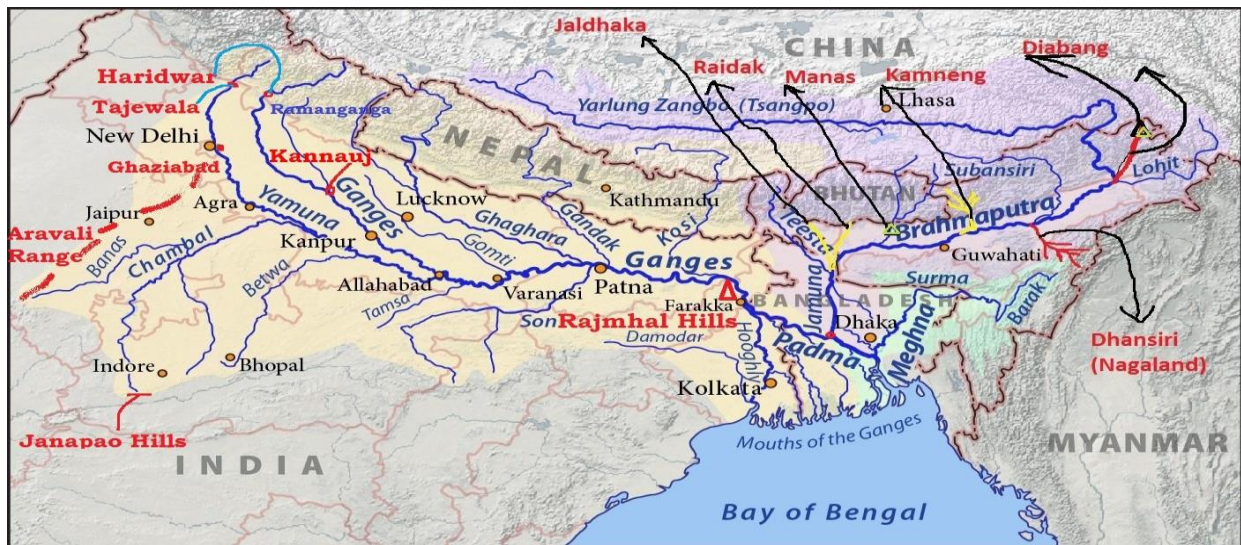 Jaldhaka
CHINA
Diabang
Raidak
Manas
Kamneng
Haridwar
Tajewala
Ramanganga
Yarlung Zangbo (Tsangpo)
Lhasa
New Delhi
NEPAL
Ghaziabad
Kannauj
Subansiri
Lohit
BHUTAN
Kathmandu
Jaipur
Agra
Yamuna
Ganges
Lucknow
Ghaghara
Gandak
Kosi
Teesta
Brahmaputra
Aravali
Range
Banas
Chambal
Kanpur
Gomti
Ganges
Guwahati
Betwa
Allahabad
Varanasi
Patna
Surma
Tamsa
Farakka
BANGLADESH
Jamuna
Barak
Son
Rajmhal Hills
Dhaka
Meghna
Damodar
Hooghly
Padma
Dhansiri
(Nagaland)
Indore
Bhopal
Kolkata
Janapao Hills
Mouths of the Ganges
MYANMAR
INDIA
Bay of Bengal